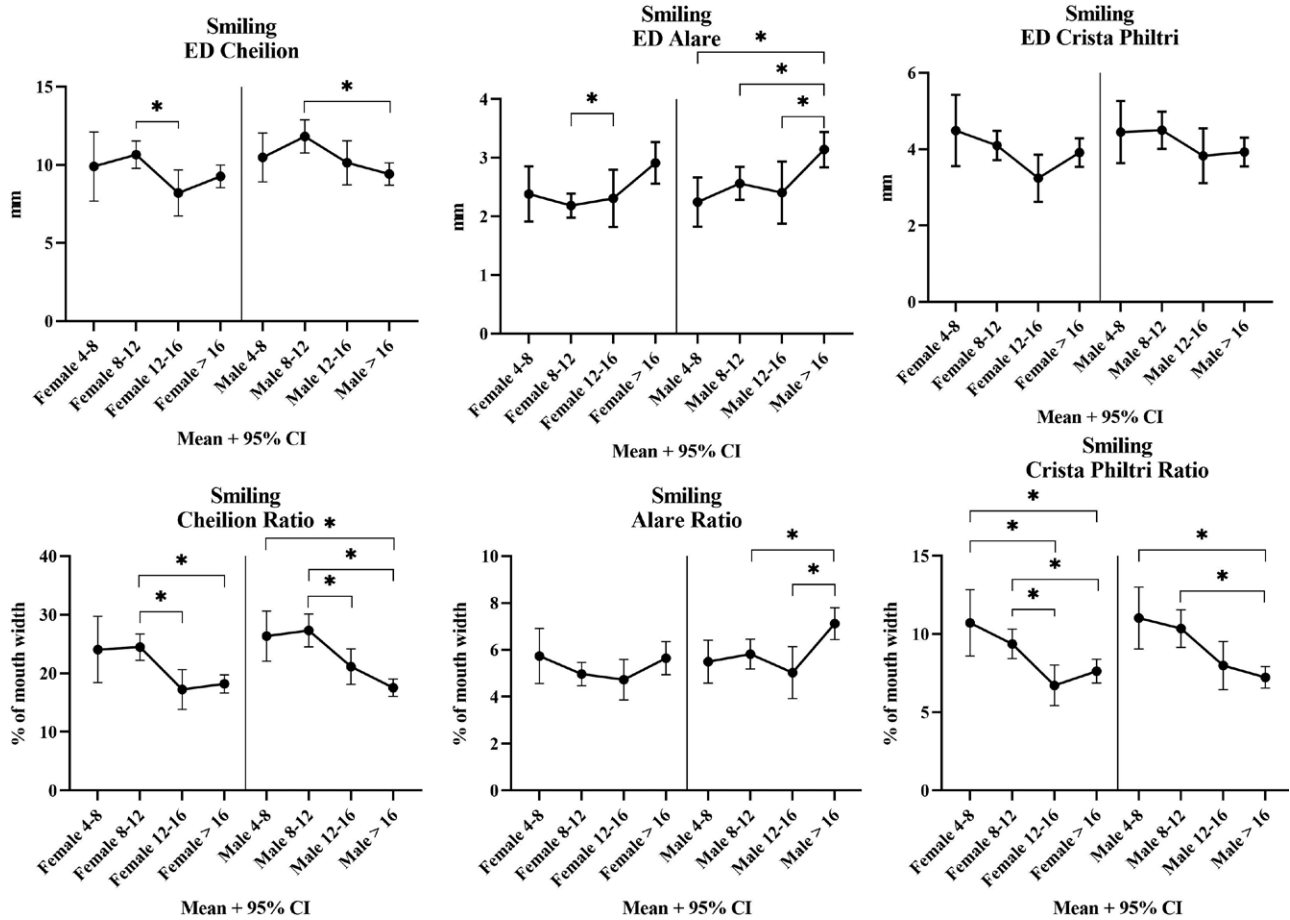 Smiling
ED Cheilion
*
*
15
10
5
0
mm
Female 4-8
Female 8-12
Female 12-16
Female > 16
Male 4-8
Male 8-12
Male 12-16
Male > 16
Mean + 95% CI
Smiling
ED Alare
*
*
*
*
4
3
2
1
0
mm
Female 4-8
Female 8-12
Female 12-16
Female > 16
Male 4-8
Male 8-12
Male 12-16
Male > 16
Mean + 95% CI
Smiling
ED Crista Philtri
6
4
2
0
mm
Female 4-8
Female 8-12
Female 12-16
Female > 16
Male 4-8
Male 8-12
Male 12-16
Male > 16
Mean + 95% CI
Smiling
Cheilion Ratio
*
*
*
*
*
40
30
20
10
0
% of mouth width
Female 4-8
Female 8-12
Female 12-16
Female > 16
Male 4-8
Male 8-12
Male 12-16
Male > 16
Mean + 95% CI
Smiling
Alare Ratio
*
*
10
8
6
4
2
0
% of mouth width
Female 4-8
Female 8-12
Female 12-16
Female > 16
Male 4-8
Male 8-12
Male 12-16
Male > 16
Mean + 95% CI
Smiling
Crista Philtri Ratio
*
*
*
*
*
*
15
10
5
0
% of mouth width
Female 4-8
Female 8-12
Female 12-16
Female > 16
Male 4-8
Male 8-12
Male 12-16
Male > 16
Mean + 95% CI